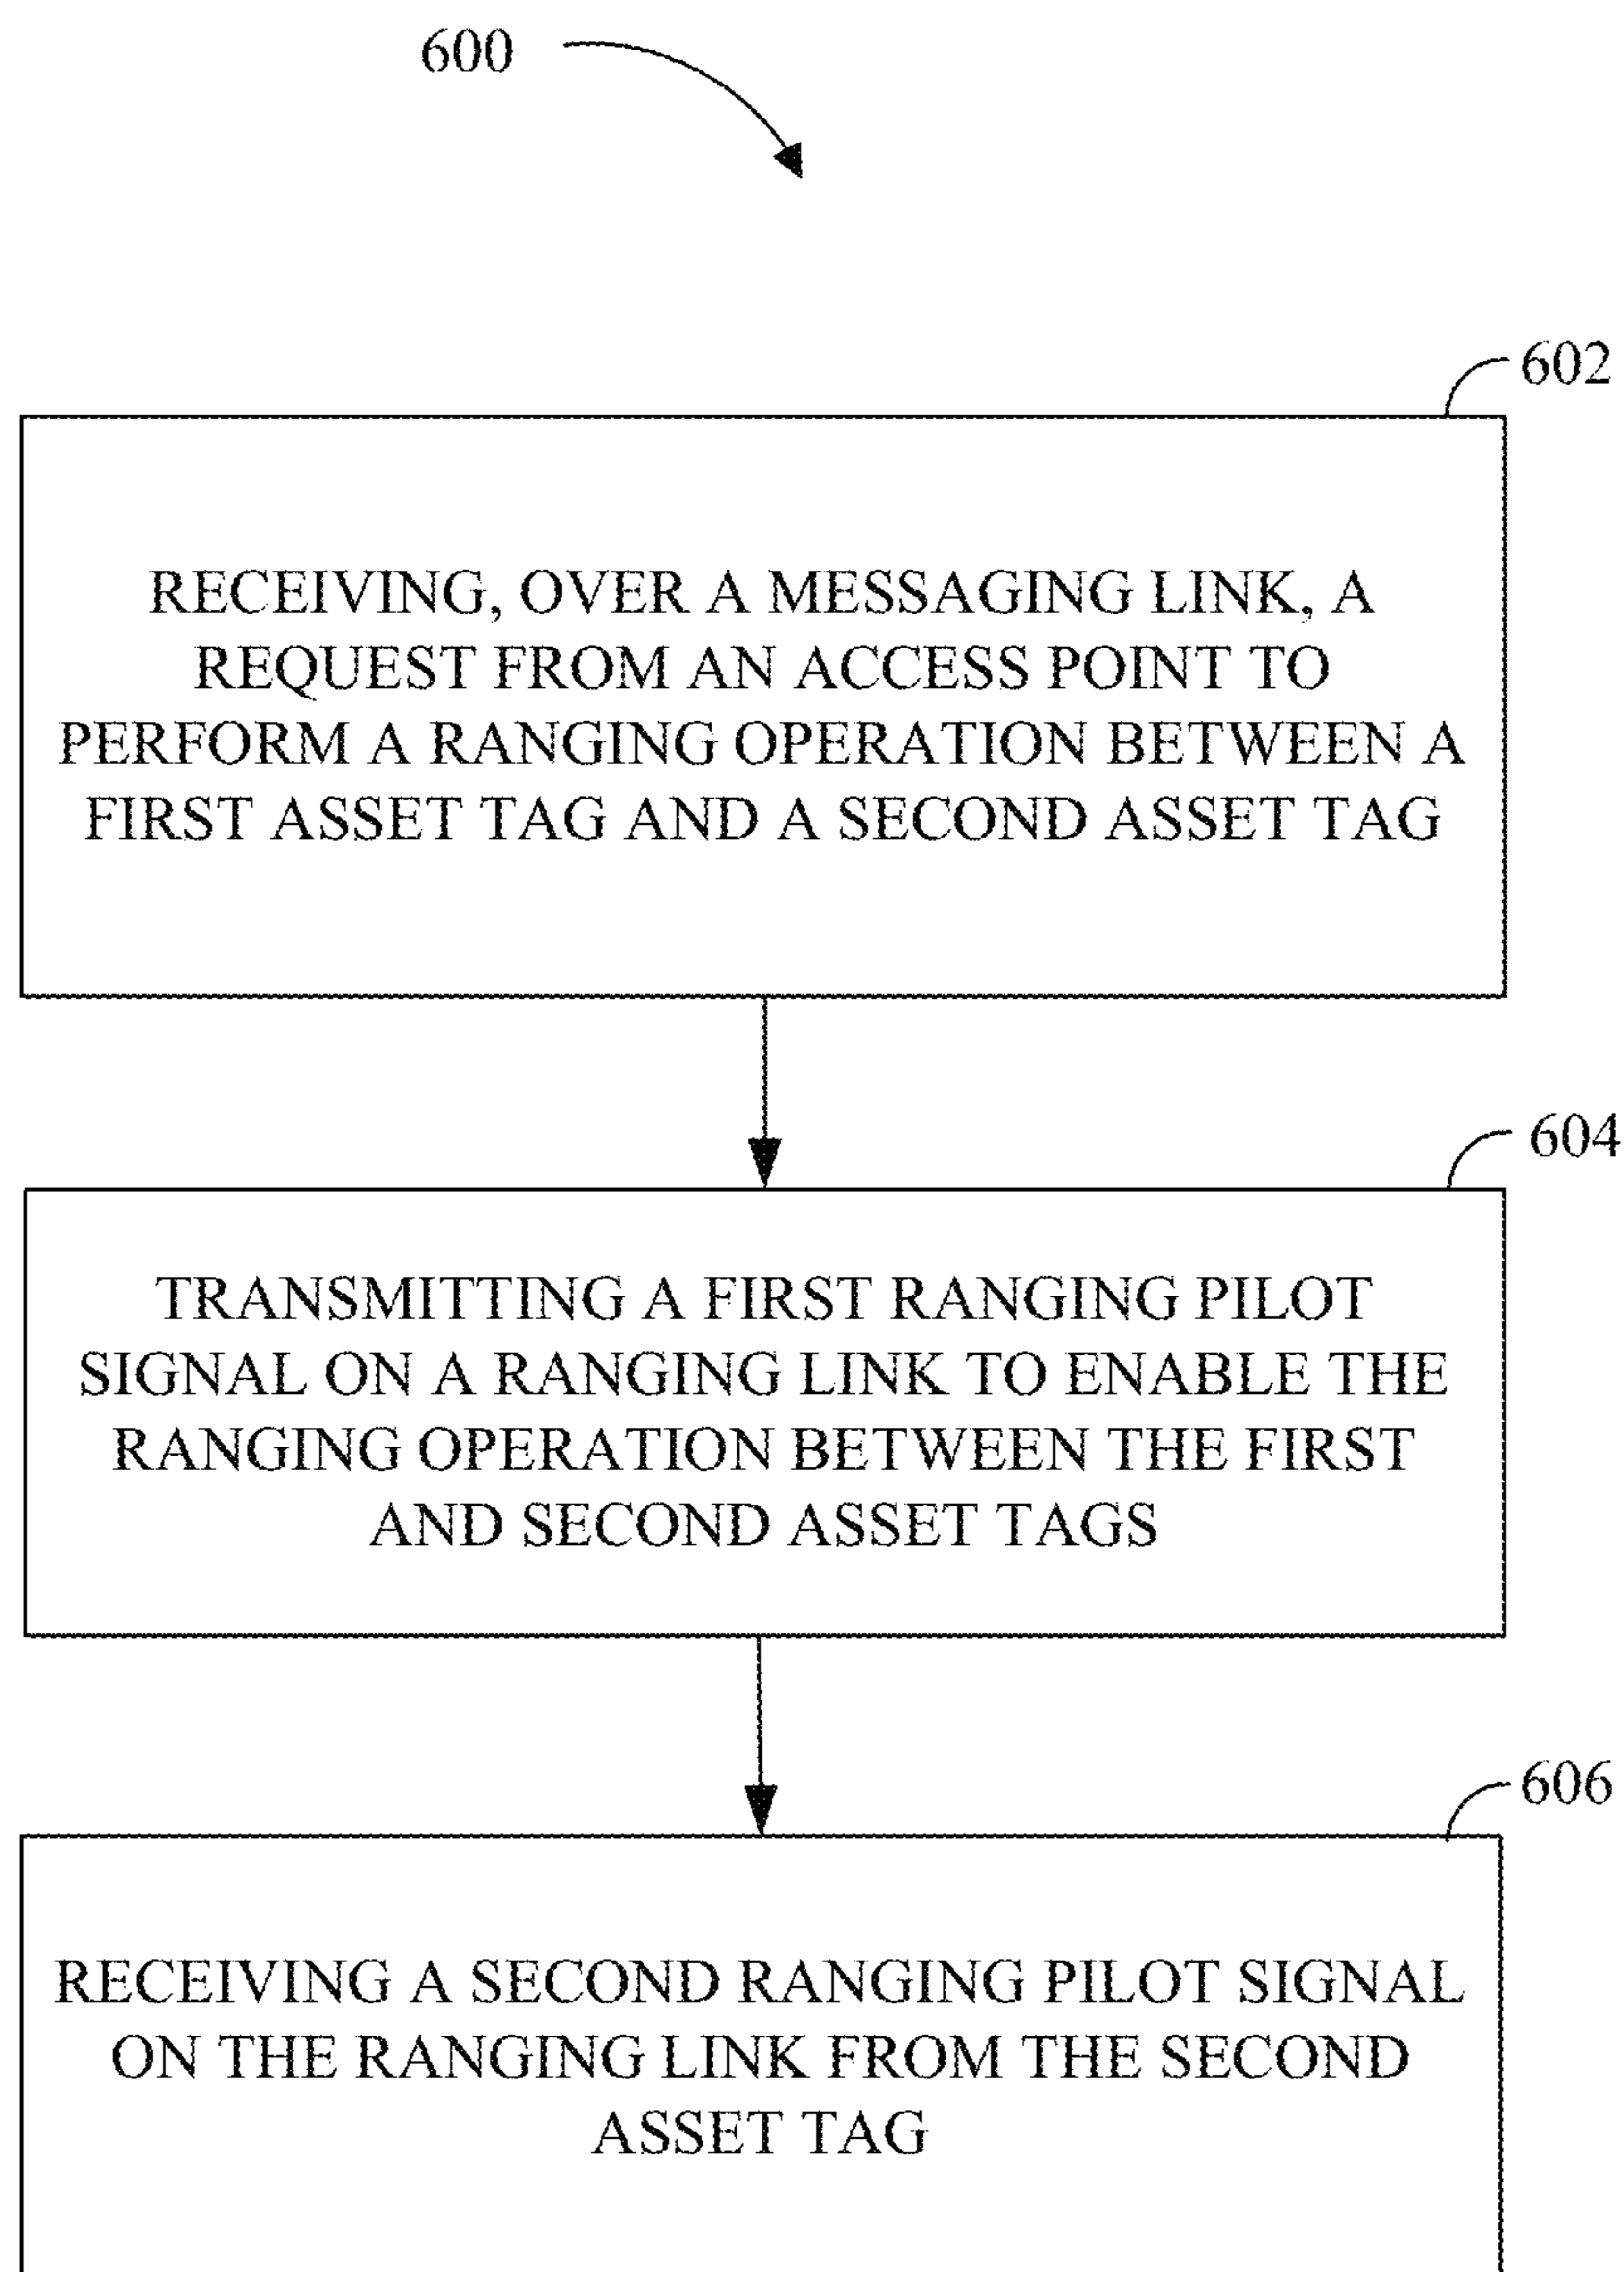 600
602
RECEIVING, OVER A MESSAGING LINK, A
REQUEST FROM AN ACCESS POINT TO
PERFORM A RANGING OPERATION BETWEEN A
FIRST ASSET TAG AND A SECOND ASSET TAG
604
TRANSMITTING A FIRST RANGING PILOT
SIGNAL ON A RANGING LINK TO ENABLE THE
RANGING OPERATION BETWEEN THE FIRST
AND SECOND ASSET TAGS
606
RECEIVING A SECOND RANGING PILOT SIGNAL
ON THE RANGING LINK FROM THE SECOND
ASSET TAG